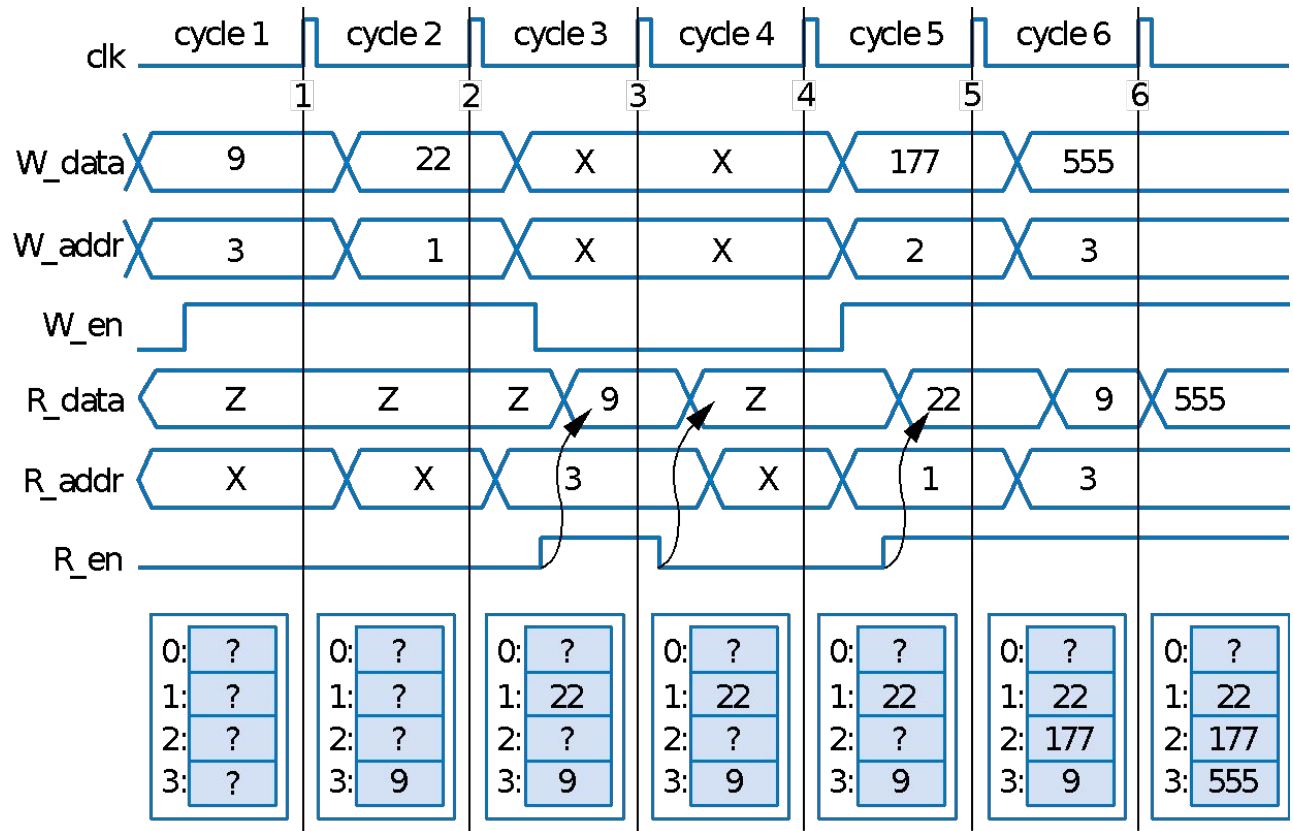 clk cycle 1 cycle 2 cycle 3 cycle 4 cycle 5 cycle 6
1 2 3 4 5 6
W_data 9 22 X X 177 555
W_addr 3 1 X X 2 3
W_en
R_data Z Z Z 9 Z 22 9 555
R_addr X X 3 X 1 3
R_en
0: ? 0: ? 0: ? 0: ? 0: ? 0: ? 0: ?
1: ? 1: ? 1: 22 1: 22 1: 22 1: 22 1: 22
2: ? 2: ? 2: ? 2: ? 2: ? 2: 177 2: 177
3: ? 3: 9 3: 9 3: 9 3: 9 3: 9 3: 555